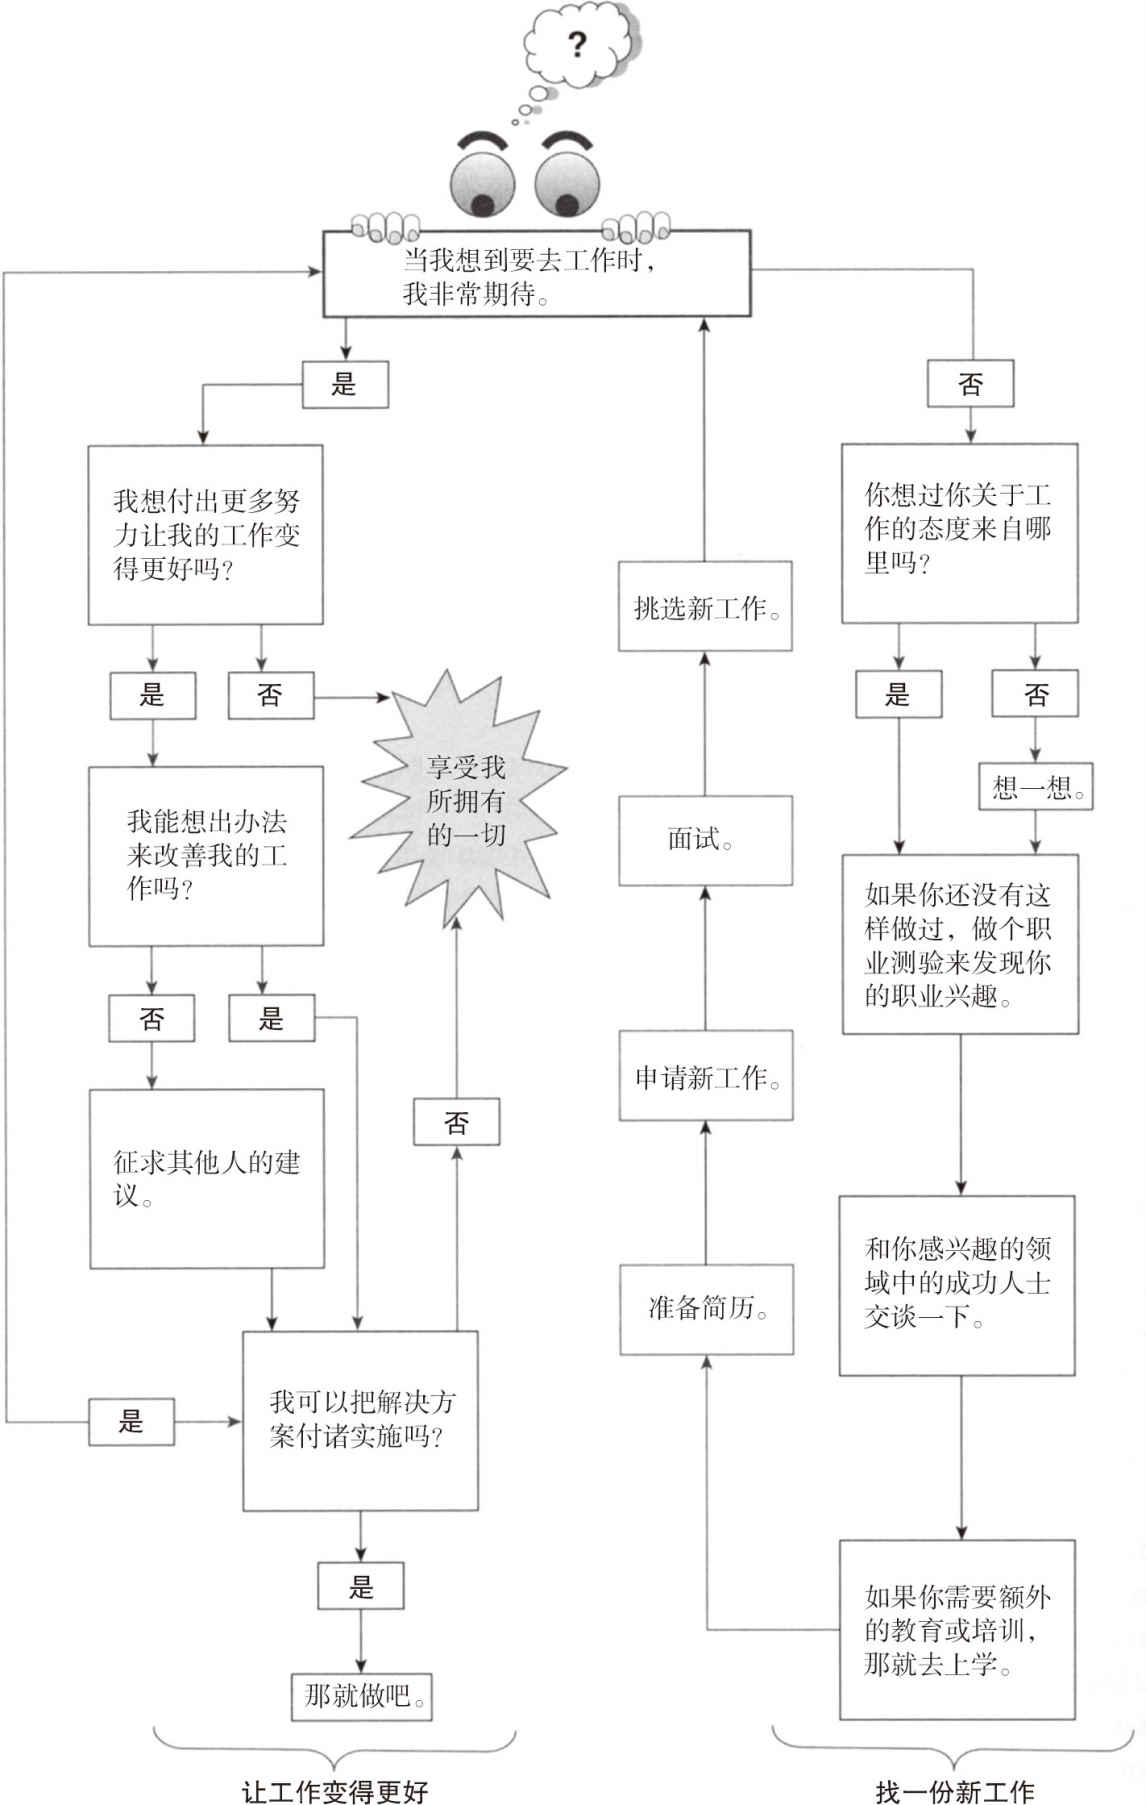 ?
当我想到要去工作时，
我非常期待。
是
否
我想付出更多努
力让我的工作变
得更好吗？
是
否
享受我
所拥有
的一切
我能想出办法
来改善我的工
作吗？
否
是
征求其他人的建
议。
否
我可以把解决方
案付诸实施吗？
是
是
那就做吧。
让工作变得更好
挑选新工作。
面试。
申请新工作。
准备简历。
你想过你关于工
作的态度来自哪
里吗？
是
否
想一想。
如果你还没有这
样做过，做个职
业测验来发现你
的职业兴趣。
和你感兴趣的领
域中的成功人士
交谈一下。
如果你需要额外
的教育或培训，
那就去上学。
找一份新工作